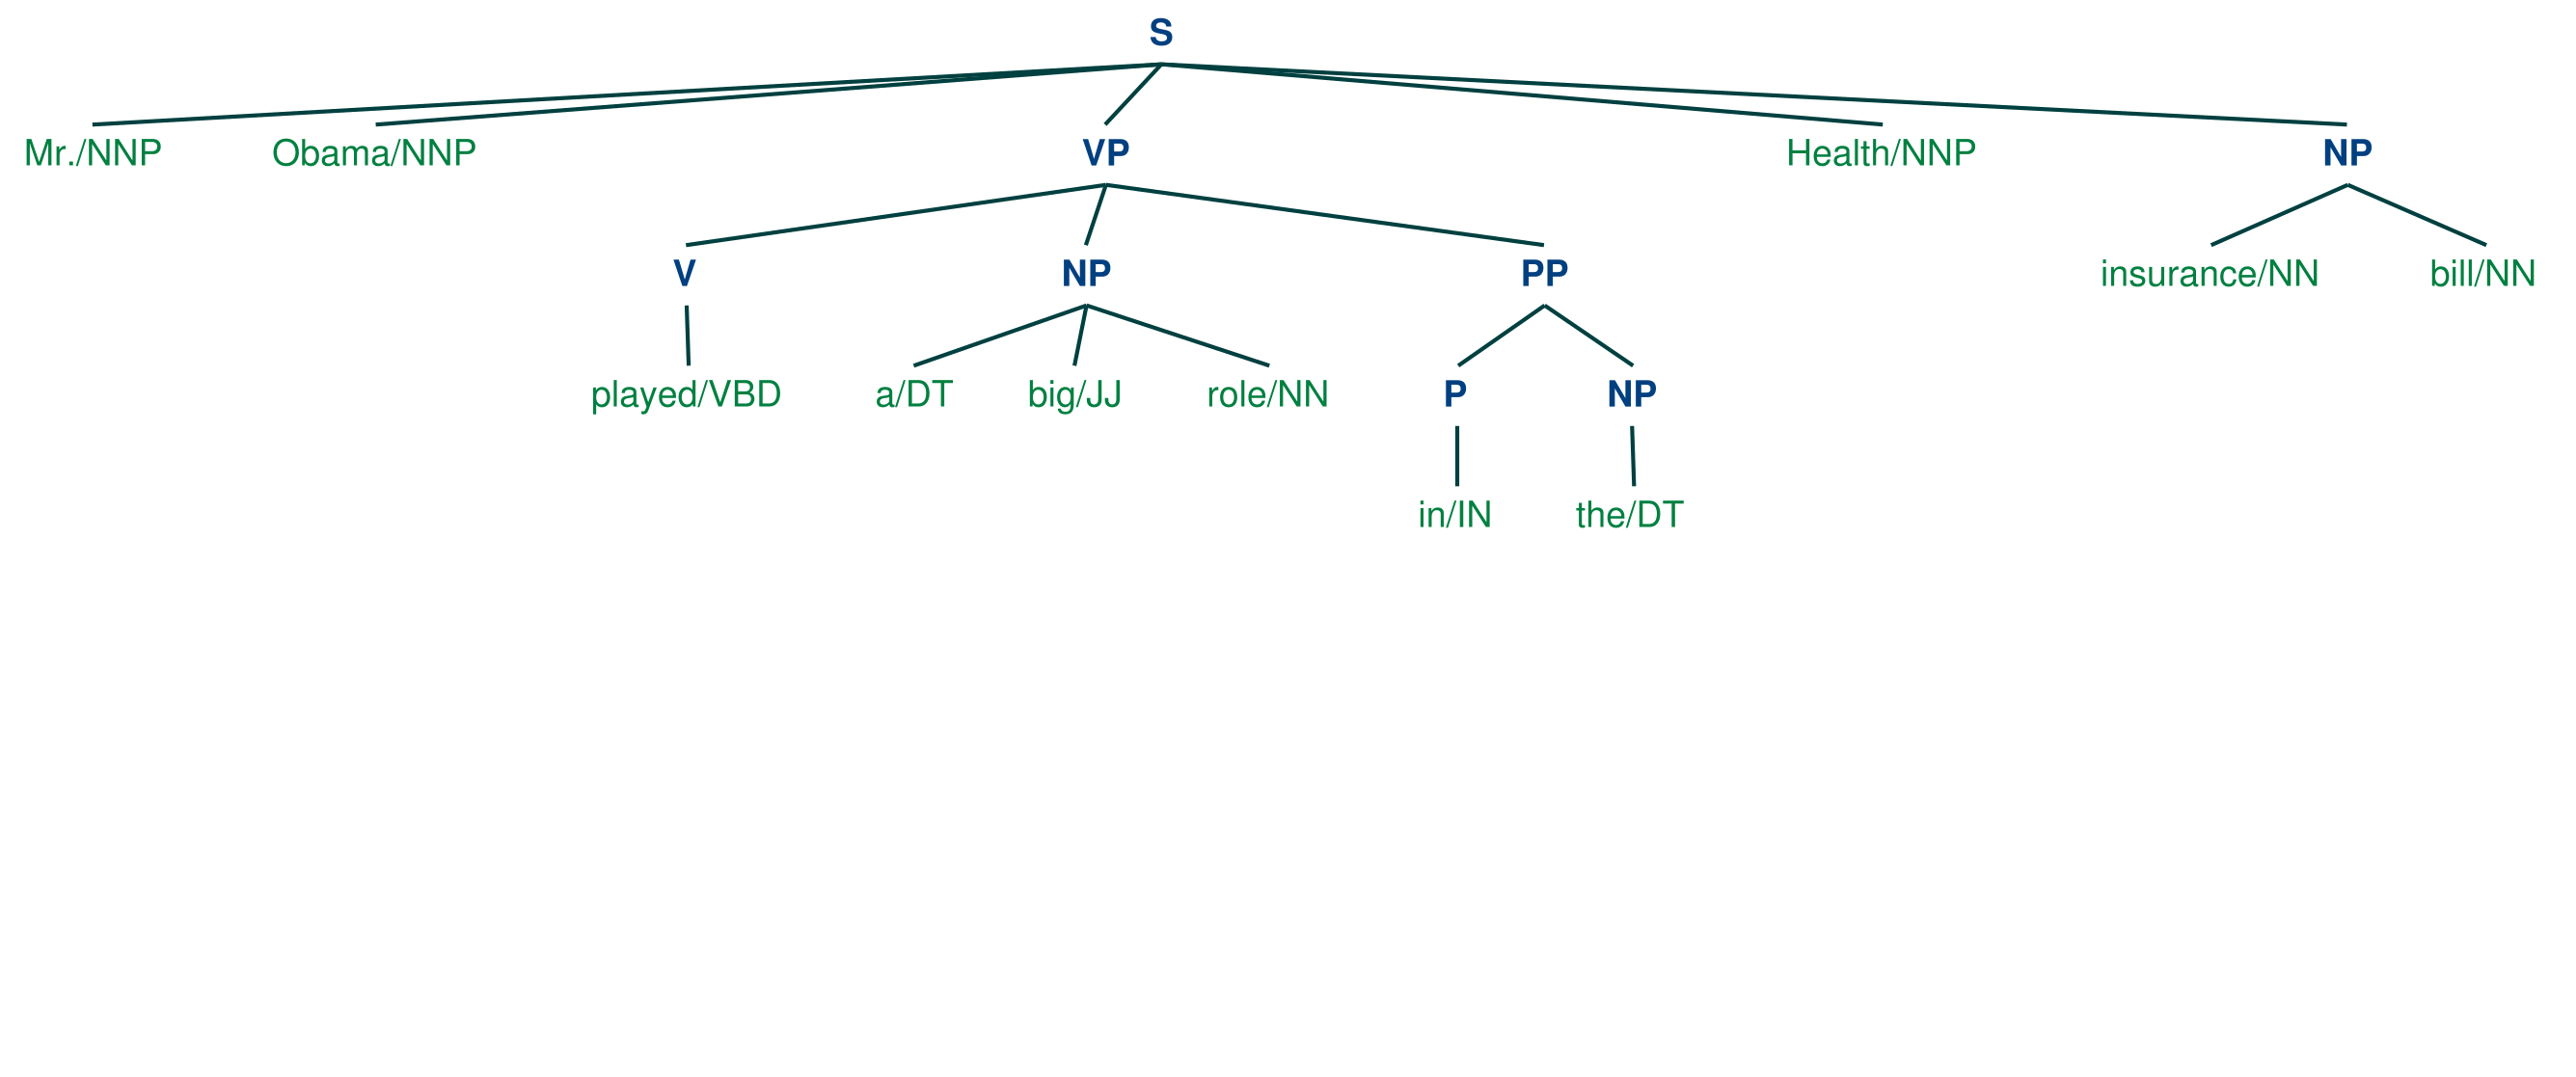 S
Mr./NNP Obama/NNP VP Health/NNP NP
V NP PP insurance/NN bill/NN
played/VBD a/DT big/JJ role/NN P NP
in/IN the/DT